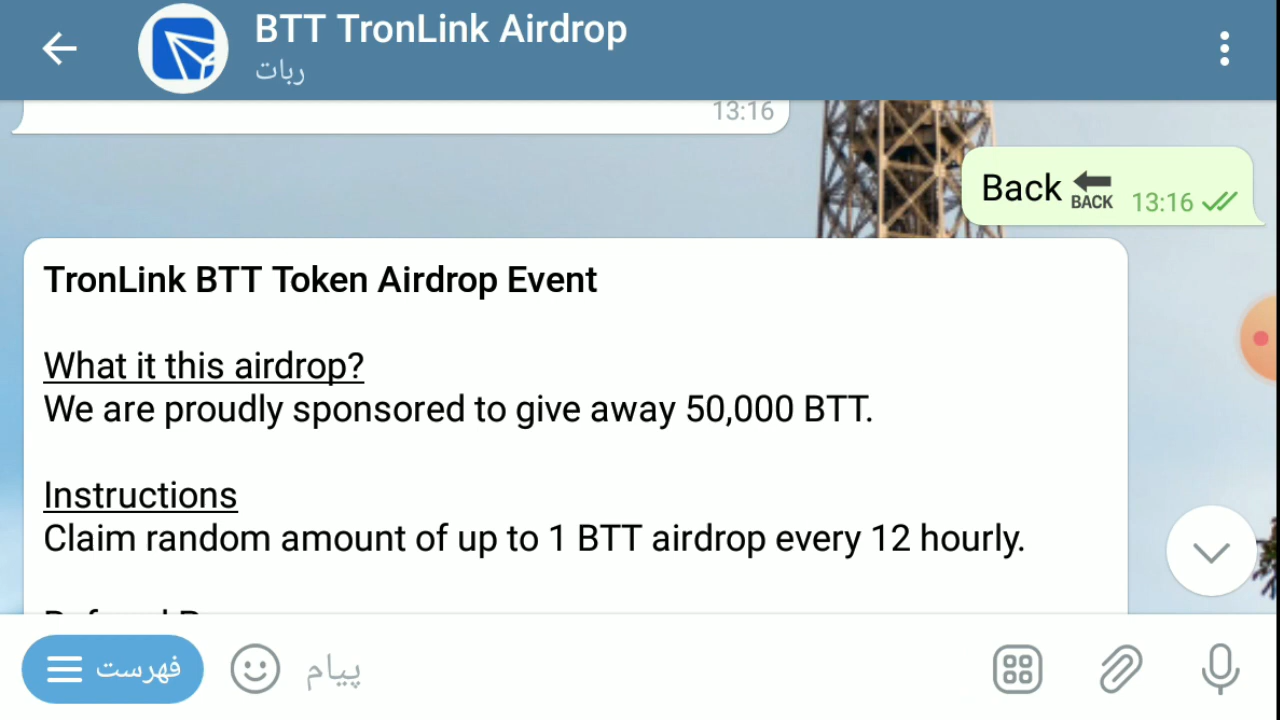 BTT TronLink Airdrop
ربات
13:16
Back BACK 13:16
TronLink BTT Token Airdrop Event
What it this airdrop?
We are proudly sponsored to give away 50,000 BTT.
Instructions
Claim random amount of up to 1 BTT airdrop every 12 hourly.
فهرست
پیام